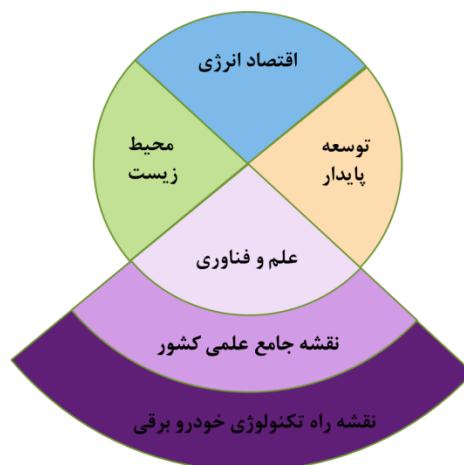 اقتصاد انرژی
توسعه
پایدار
محیط
زیست
علم و فناوری
نقشه جامع علمی کشور
نقشه راه تکنولوژی خودرو برقی